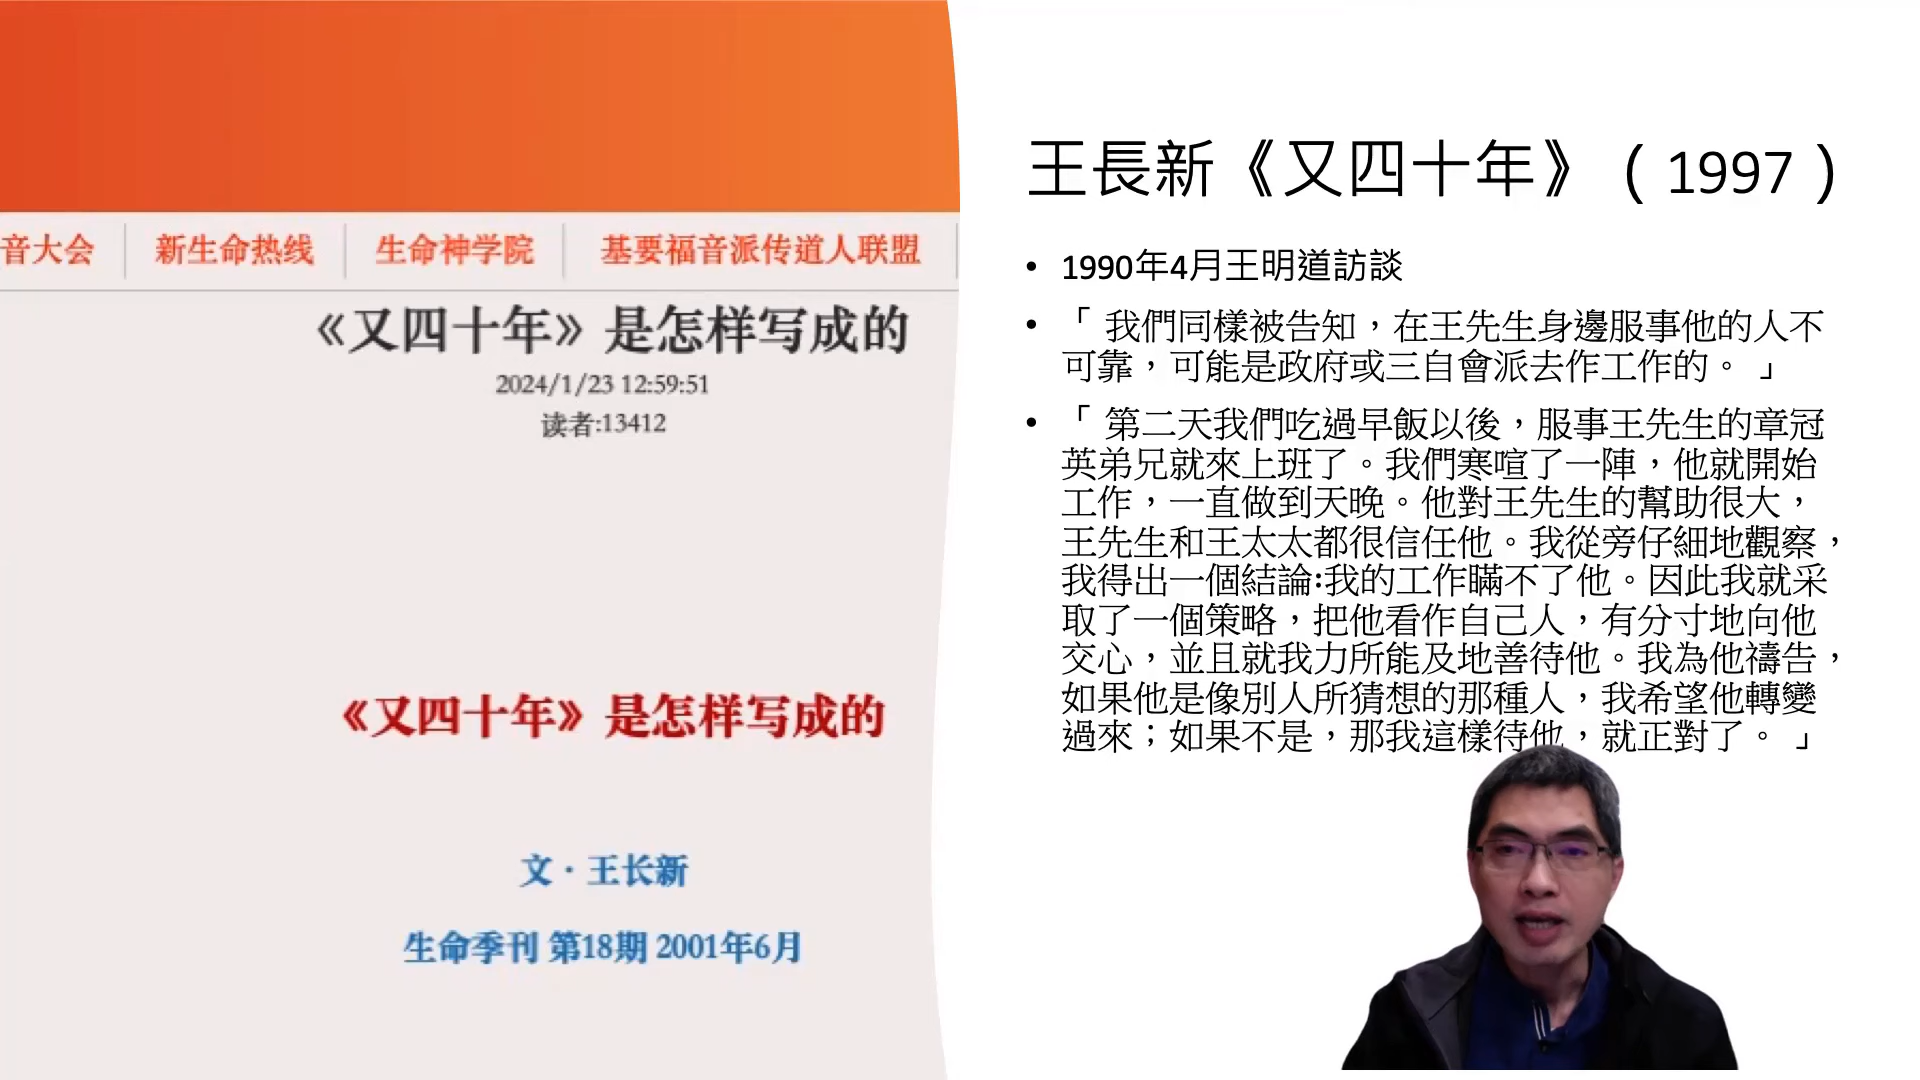 音大会
新生命热线
生命神学院
基要福音派传道人联盟
《又四十年》是怎样写成的
2024/1/23 12:59:51
读者:13412
《又四十年》是怎样写成的
文·王长新
生命季刊 第18期 2001年6月
王長新《又四十年》（1997）
• 1990年4月王明道訪談
• 「 我們同樣被告知，在王先生身邊服事他的人不
可靠，可能是政府或三自會派去作工作的。 」
• 「 第二天我們吃過早飯以後，服事王先生的章冠
英弟兄就來上班了。我們寒喧了一陣，他就開始
工作，一直做到天晚。他對王先生的幫助很大，
王先生和王太太都很信任他。我從旁仔細地觀察，
我得出一個結論:我的工作瞞不了他。因此我就采
取了一個策略，把他看作自己人，有分寸地向他
交心，並且就我力所能及地善待他。我為他禱告，
如果他是像別人所猜想的那種人，我希望他轉變
過來；如果不是，那我這樣待他，就正對了。 」